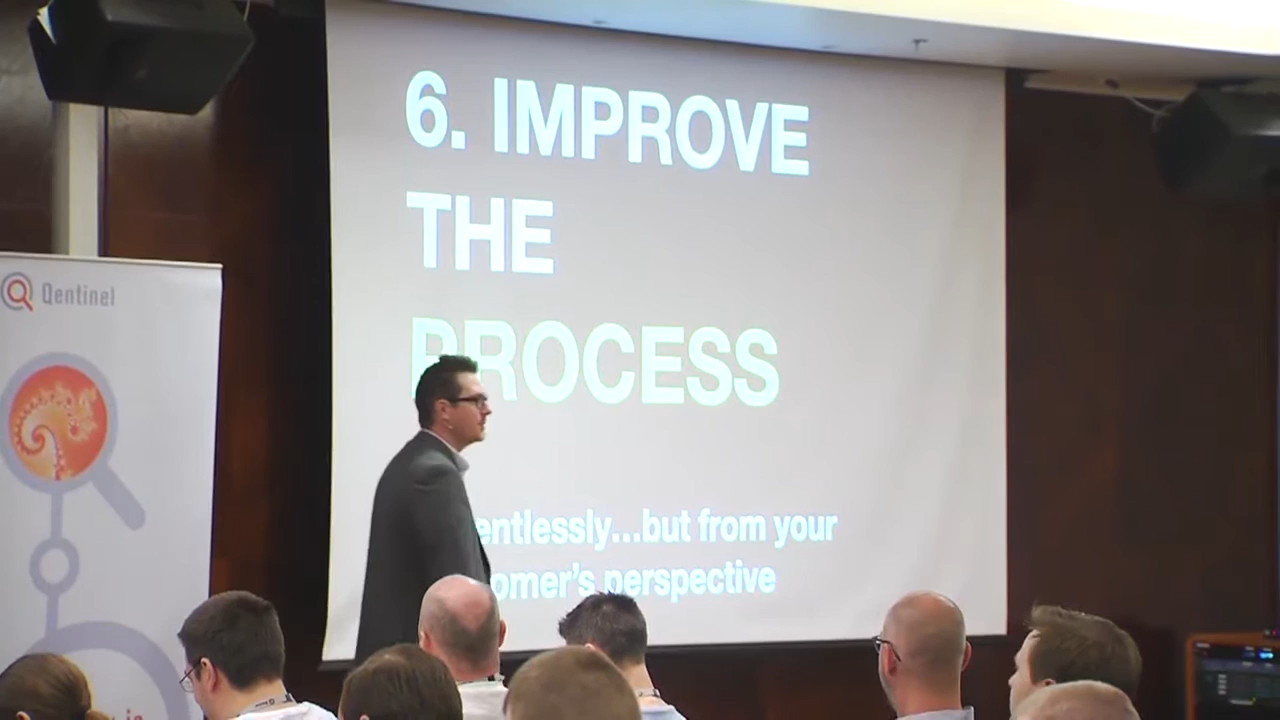 6. IMPROVE
THE
PROCESS
Qentinel
...but from your
perspective